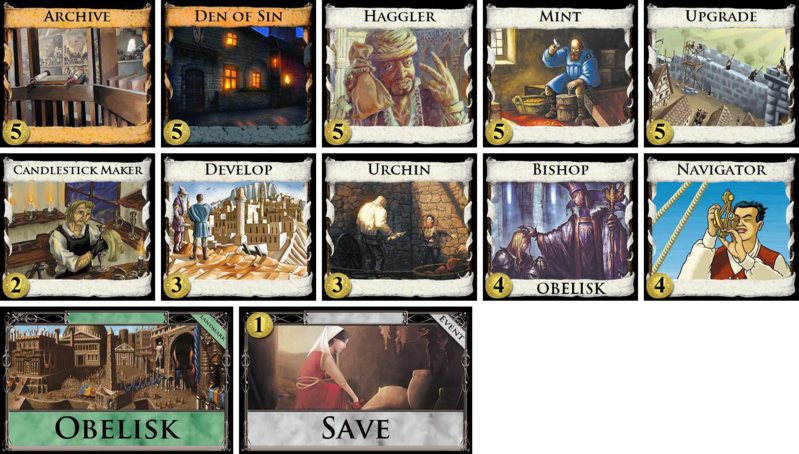 ARCHIVE
5
DEN OF SIN
5
HAGGLER
5
MINT
5
UPGRADE
5
CANDLESTICK MAKER
2
DEVELOP
3
URCHIN
3
BISHOP
4
OBELISK
NAVIGATOR
4
LANDMARK
OBELISK
1
EVENT
SAVE